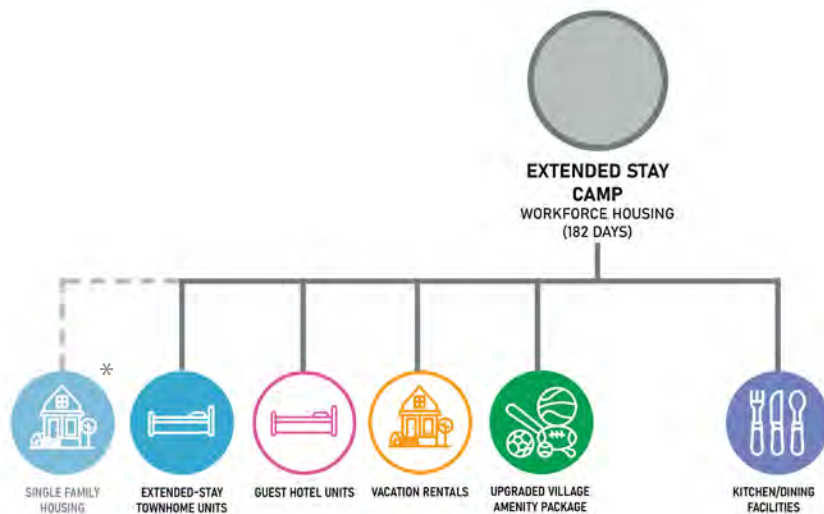 EXTENDED STAY
CAMP
WORKFORCE HOUSING
(182 DAYS)
*
SINGLE FAMILY
HOUSING
EXTENDED-STAY
TOWNHOME UNITS
GUEST HOTEL UNITS
VACATION RENTALS
UPGRADED VILLAGE
AMENITY PACKAGE
KITCHEN/DINING
FACILITIES